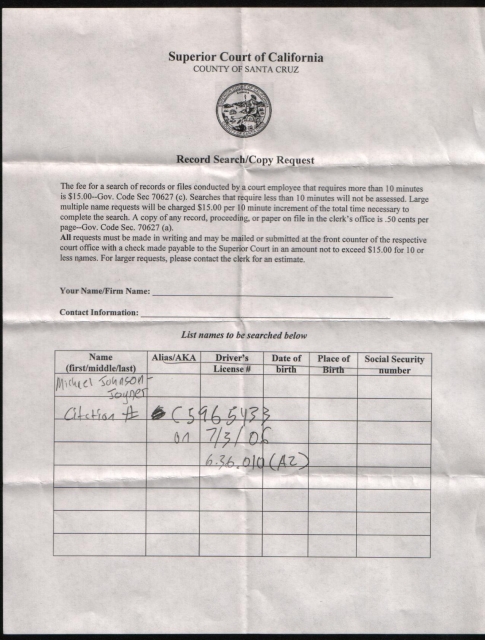 Superior Court of California
COUNTY OF SANTA CRUZ
Record Search/Copy Request
The fee for a search of records or files conducted by a court employee that requires more than 10 minutes
is $15.00--Gov. Code Sec 70627 (c). Searches that require less than 10 minutes will not be assessed. Large
multiple name requests will be charged $15.00 per 10 minute increment of the total time necessary to
complete the search. A copy of any record, proceeding, or paper on file in the clerk's office is .50 cents per
page--Gov. Code Sec. 70627 (a).
All requests must be made in writing and may be mailed or submitted at the front counter of the respective
court office with a check made payable to the Superior Court in an amount not to exceed $15.00 for 10 or
less names. For larger requests, please contact the clerk for an estimate.
Your Name/Firm Name:
Contact Information:
List names to be searched below
Name Alias/AKA Driver's Date of Place of Social Security
(first/middle/last) License # birth Birth number
Michael Johnson-
Joyner
Citation # C5965433
on 7/3/06
6.36.010 (A2)